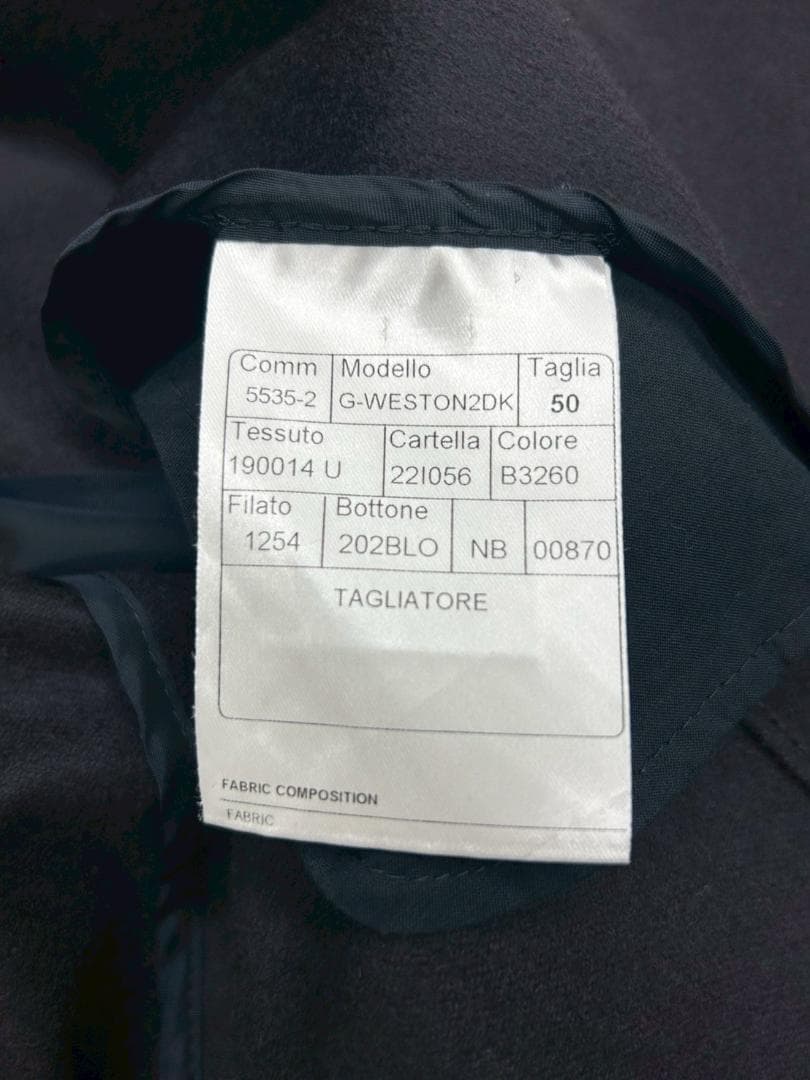 Comm Modello Taglia
5535-2 G-WESTON2DK 50
Tessuto Cartella Colore
190014 U 22I056 B3260
Filato Bottone
1254 202BLO NB 00870
TAGLIATORE
FABRIC COMPOSITION
FABRIC